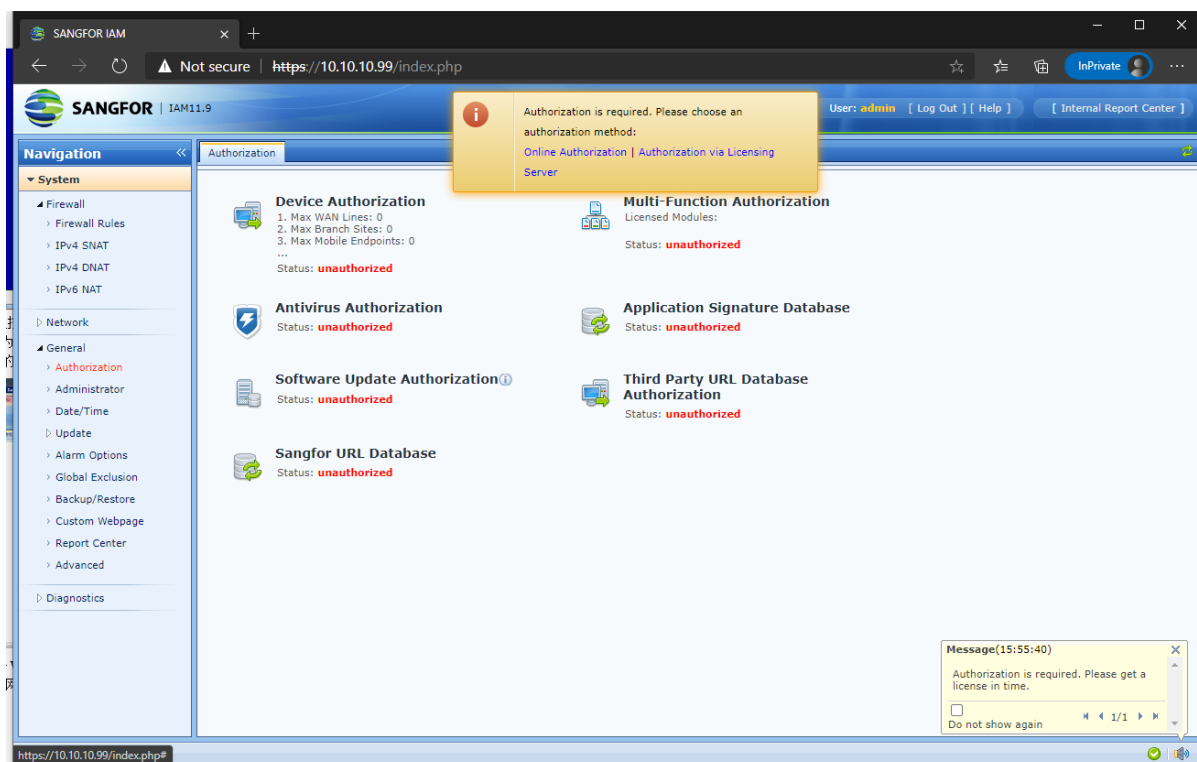 SANGFOR IAM
Not secure | https://10.10.10.99/index.php
InPrivate
SANGFOR | IAM11.9
User: admin [ Log Out ] [ Help ] [ Internal Report Center ]
Authorization is required. Please choose an
authorization method:
Online Authorization | Authorization via Licensing
Server
Navigation
Authorization
System
Firewall
Firewall Rules
IPv4 SNAT
IPv4 DNAT
IPv6 NAT
Network
General
Authorization
Administrator
Date/Time
Update
Alarm Options
Global Exclusion
Backup/Restore
Custom Webpage
Report Center
Advanced
Diagnostics
Device Authorization
1. Max WAN Lines: 0
2. Max Branch Sites: 0
3. Max Mobile Endpoints: 0
...
Status: unauthorized
Multi-Function Authorization
Licensed Modules:
Status: unauthorized
Antivirus Authorization
Status: unauthorized
Application Signature Database
Status: unauthorized
Software Update Authorization
Status: unauthorized
Third Party URL Database
Authorization
Status: unauthorized
Sangfor URL Database
Status: unauthorized
Message(15:55:40)
Authorization is required. Please get a
license in time.
Do not show again
1/1
https://10.10.10.99/index.php#